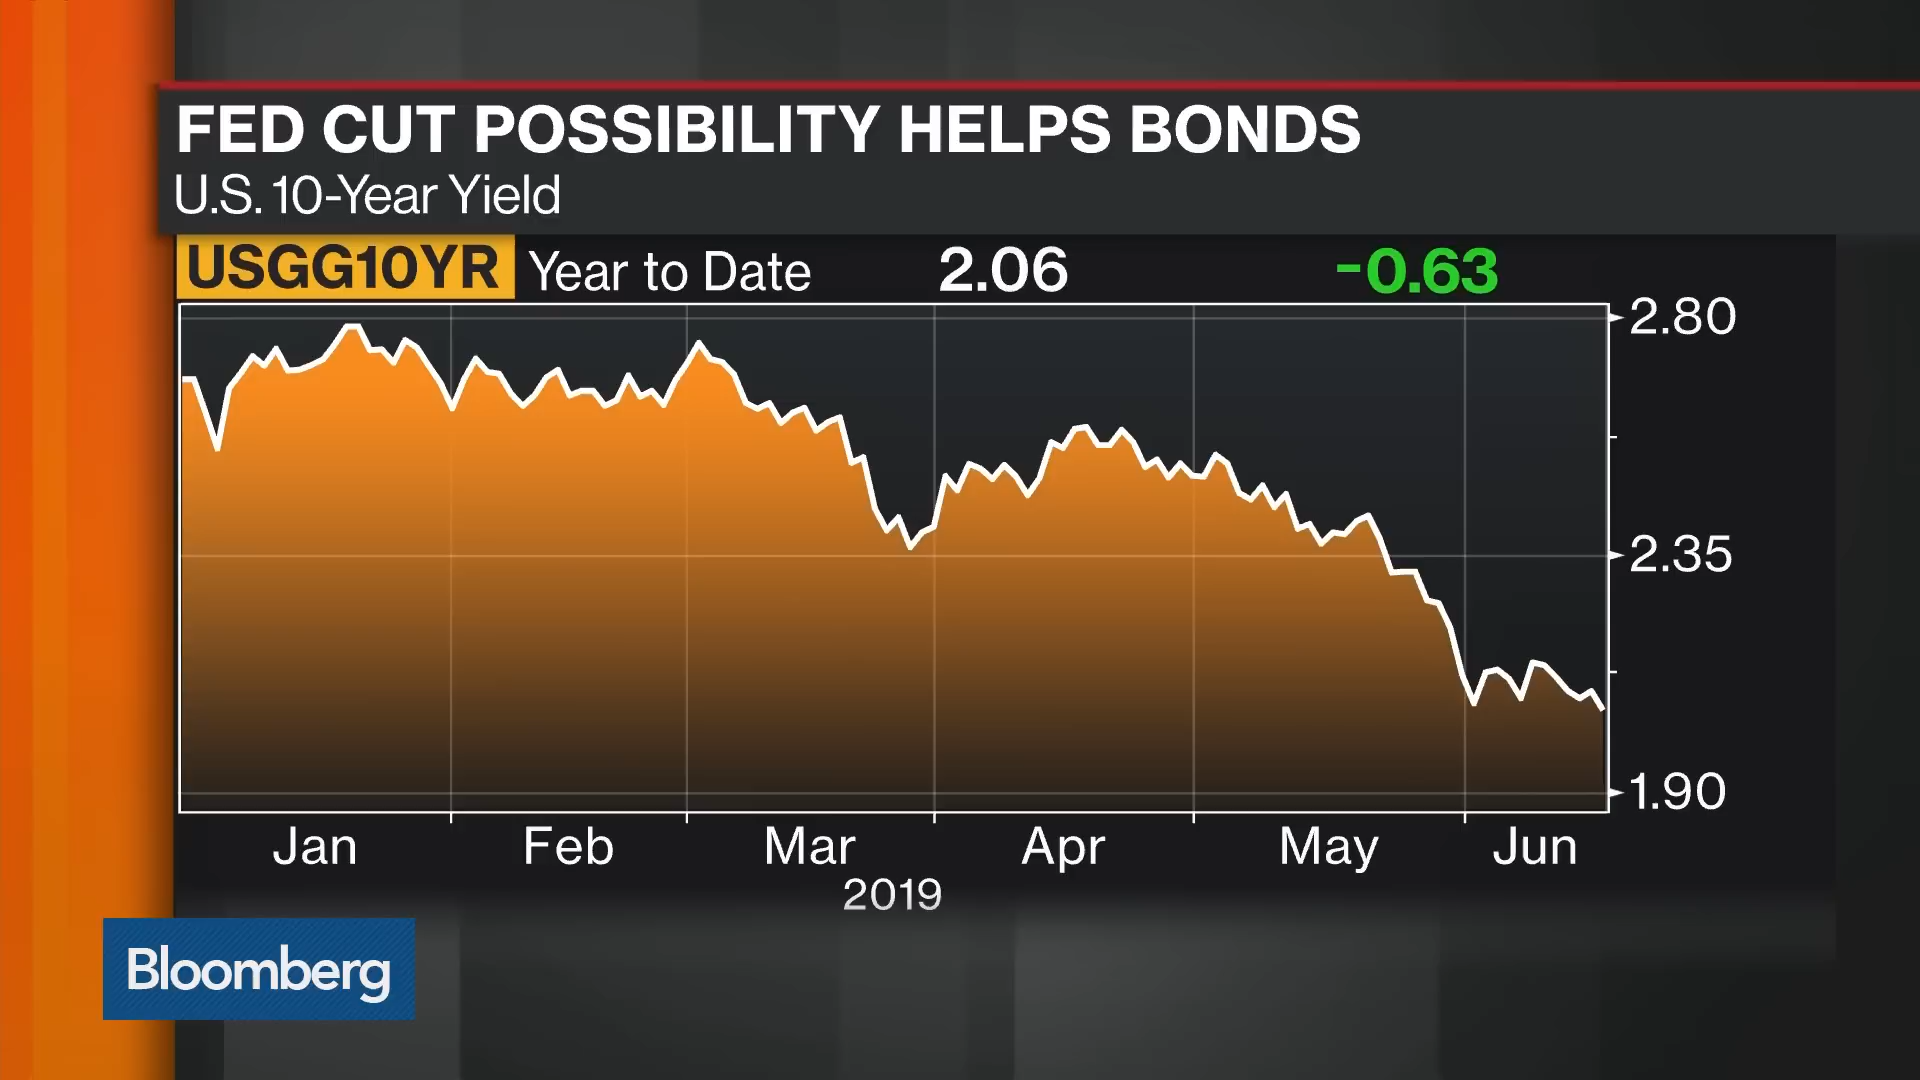 FED CUT POSSIBILITY HELPS BONDS
U.S. 10-Year Yield
USGG10YR Year to Date 2.06 -0.63
2.80
2.35
1.90
Jan Feb Mar Apr May Jun
2019
Bloomberg